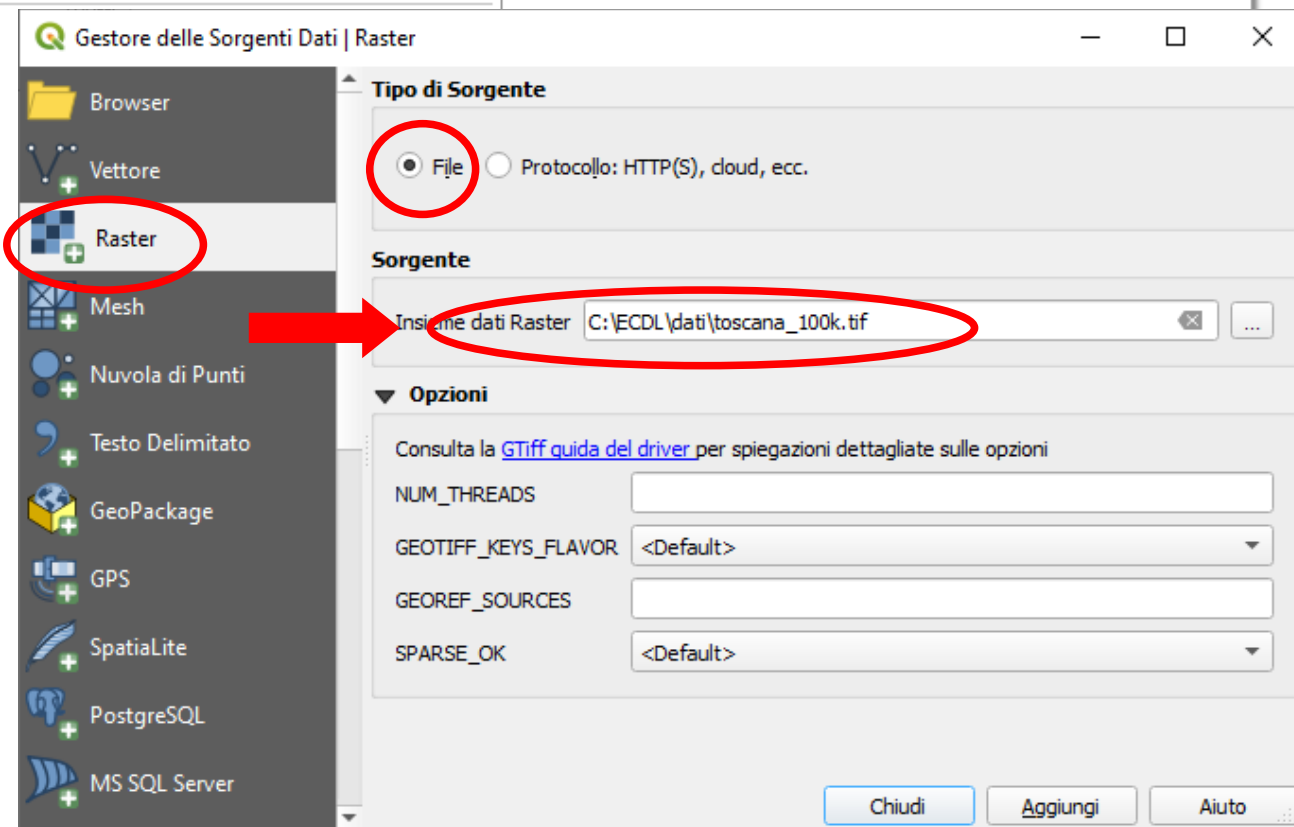 Gestore delle Sorgenti Dati | Raster
Browser
Vettore
Raster
Mesh
Nuvola di Punti
Testo Delimitato
GeoPackage
GPS
SpatiaLite
PostgreSQL
MS SQL Server
Tipo di Sorgente
File Protocollo: HTTP(S), cloud, ecc.
Sorgente
Insieme dati Raster C:\ECDL\dati\toscana_100k.tif ...
Opzioni
Consulta la GTiff guida del driver per spiegazioni dettagliate sulle opzioni
NUM_THREADS
GEOTIFF_KEYS_FLAVOR <Default>
GEOREF_SOURCES
SPARSE_OK <Default>
Chiudi Aggiungi Aiuto